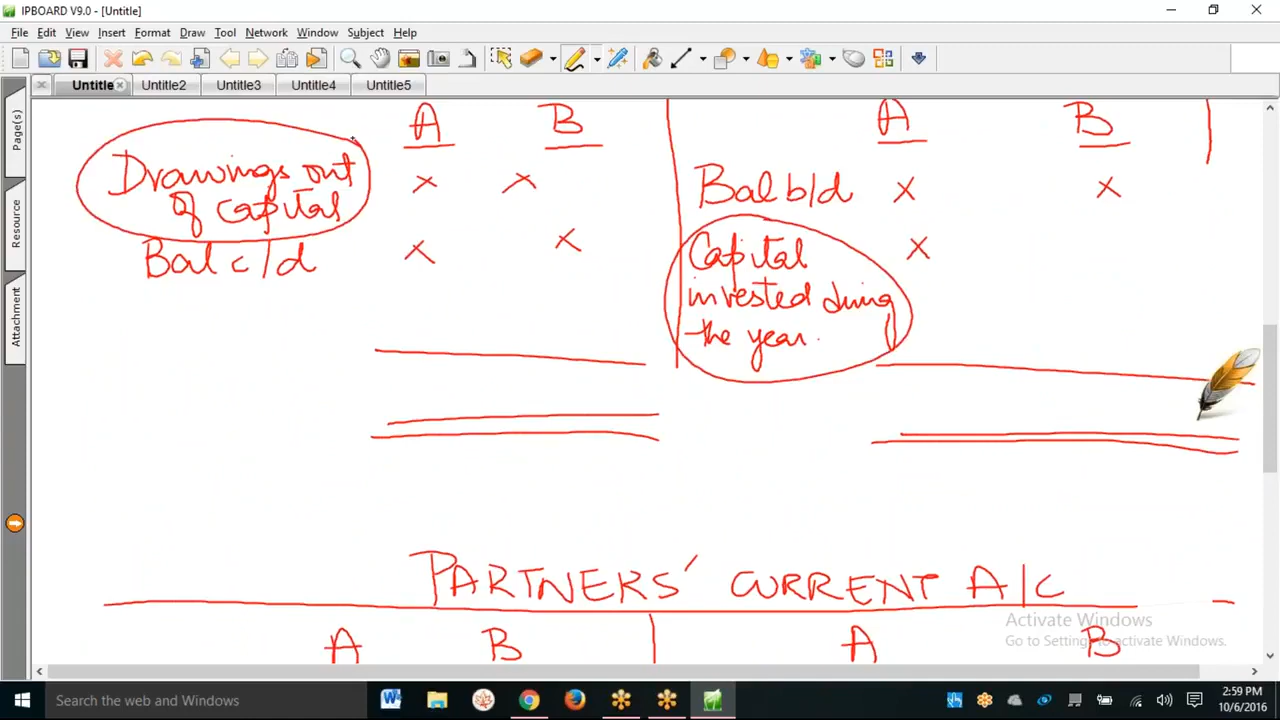 IPBOARD V9.0 - [Untitle]
File Edit View Insert Format Draw Tool Network Window Subject Help
Untitle Untitle2 Untitle3 Untitle4 Untitle5
Page(s)
Resource
Attachment
A B A B
Drawings out
of capital
x x
Bal b/d x x
Bal c/d x x
Capital
invested during
the year.
x
PARTNERS' CURRENT A/C
A B A B
Activate Windows
Go to Settings to activate Windows.
Search the web and Windows
2:59 PM
10/6/2016